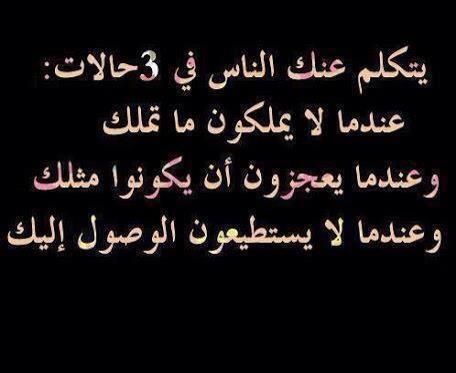 يتكلم عنك الناس في 3حالات:
عندما لا يملكون ما تملك
وعندما يعجزون أن يكونوا مثلك
وعندما لا يستطيعون الوصول إليك